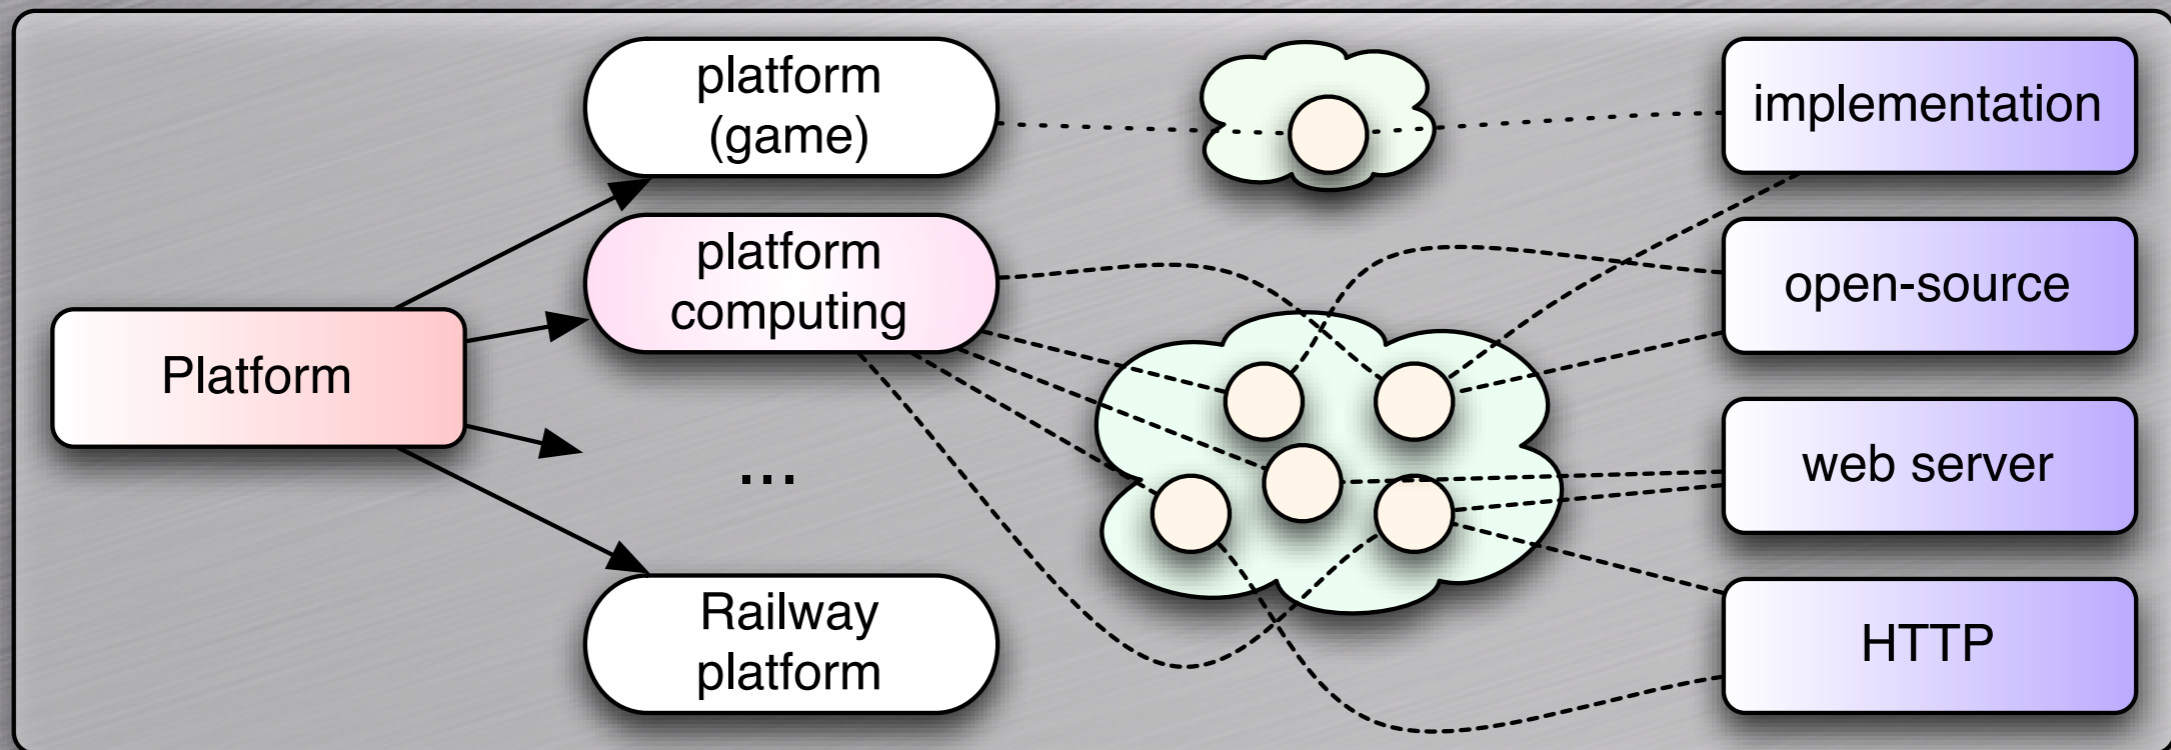 platform
(game)
implementation
platform
computing
open-source
Platform
web server
...
Railway
platform
HTTP